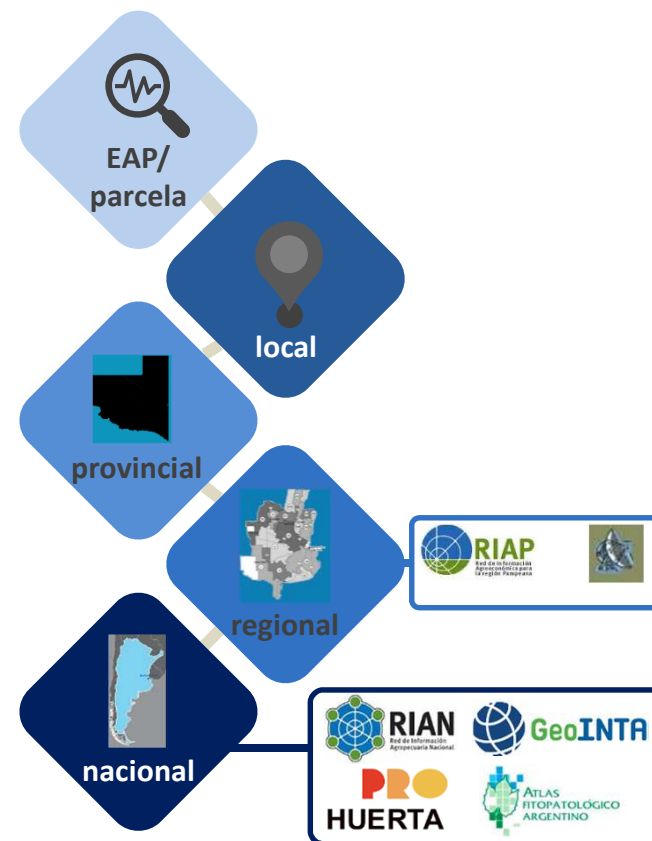 EAP/
parcela
local
provincial
regional
RIAP
Red de Información
Agroeconómica para
la región Pampeana
nacional
RIAN
Red de Información
Agropecuaria Nacional
GeoINTA
PRO
HUERTA
ATLAS
FITOPATOLÓGICO
ARGENTINO